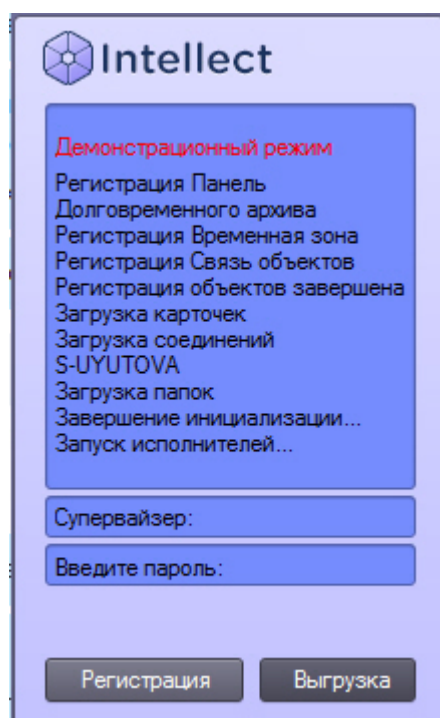 Intellect
Демонстрационный режим
Регистрация Панель
Долговременного архива
Регистрация Временная зона
Регистрация Связь объектов
Регистрация объектов завершена
Загрузка карточек
Загрузка соединений
S-UYUTOVA
Загрузка папок
Завершение инициализации...
Запуск исполнителей...
Супервайзер:
Введите пароль:
Регистрация Выгрузка